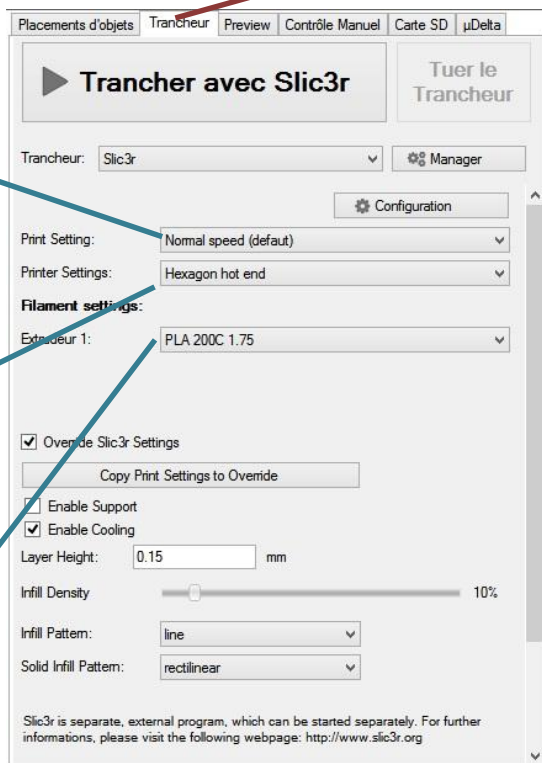 Placements d'objets Trancheur Preview Contrôle Manuel Carte SD µDelta
Trancher avec Slic3r
Tuer le
Trancheur
Trancheur: Slic3r Manager
Configuration
Print Setting: Normal speed (defaut)
Printer Settings: Hexagon hot end
Filament settings:
Extrudeur 1: PLA 200C 1.75
Override Slic3r Settings
Copy Print Settings to Override
Enable Support
Enable Cooling
Layer Height: 0.15 mm
Infill Density 10%
Infill Pattern: line
Solid Infill Pattern: rectilinear
Slic3r is separate, external program, which can be started separately. For further
informations, please visit the following webpage: http://www.slic3r.org